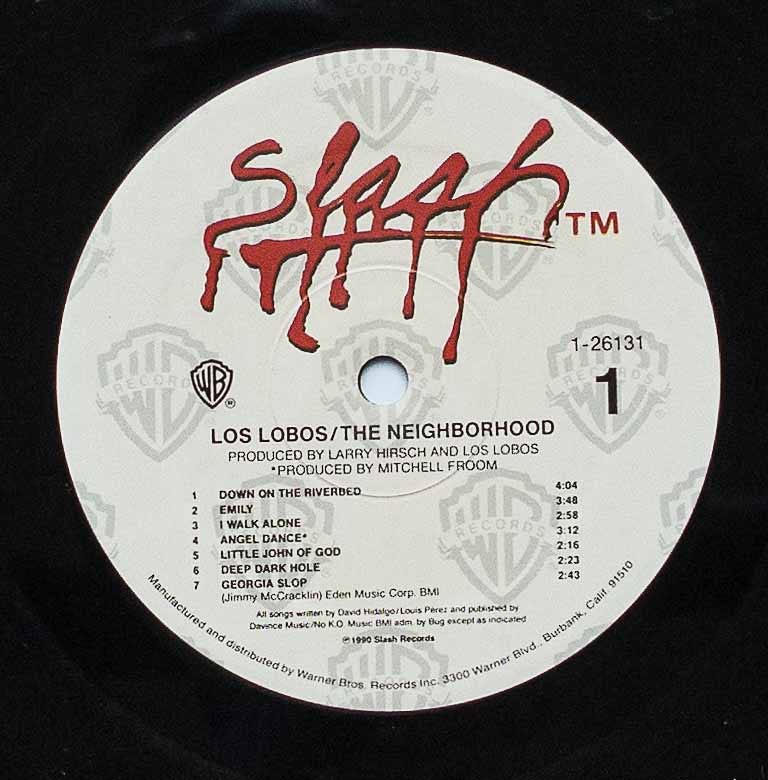 Slash TM
1-26131
1
WB ®
LOS LOBOS/THE NEIGHBORHOOD
PRODUCED BY LARRY HIRSCH AND LOS LOBOS
*PRODUCED BY MITCHELL FROOM
1 DOWN ON THE RIVERBED 4:04
2 EMILY 3:48
3 I WALK ALONE 2:58
4 ANGEL DANCE* 3:12
5 LITTLE JOHN OF GOD 2:16
6 DEEP DARK HOLE 2:23
7 GEORGIA SLOP 2:43
(Jimmy McCracklin) Eden Music Corp. BMI
All songs written by David Hidalgo/Louis Perez and published by
Davince Music/No K.O. Music BMI adm. by Bug except as indicated
℗1990 Slash Records
Manufactured and distributed by Warner Bros. Records Inc. 3300 Warner Blvd., Burbank, Calif. 91510